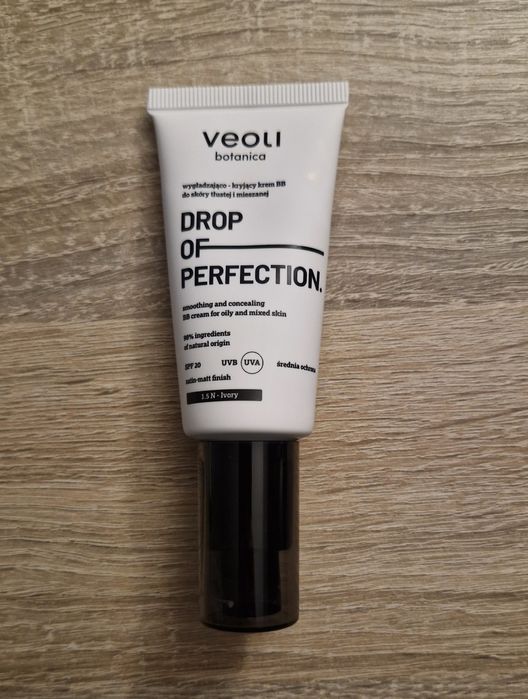 veoli
botanica
wygładzająco - kryjący krem BB
do skóry tłustej i mieszanej
DROP
OF
PERFECTION.
smoothing and concealing
BB cream for oily and mixed skin
98% ingredients
of natural origin
SPF 20 UVB UVA średnia ochrona
satin-matt finish
1.5 N - Ivory